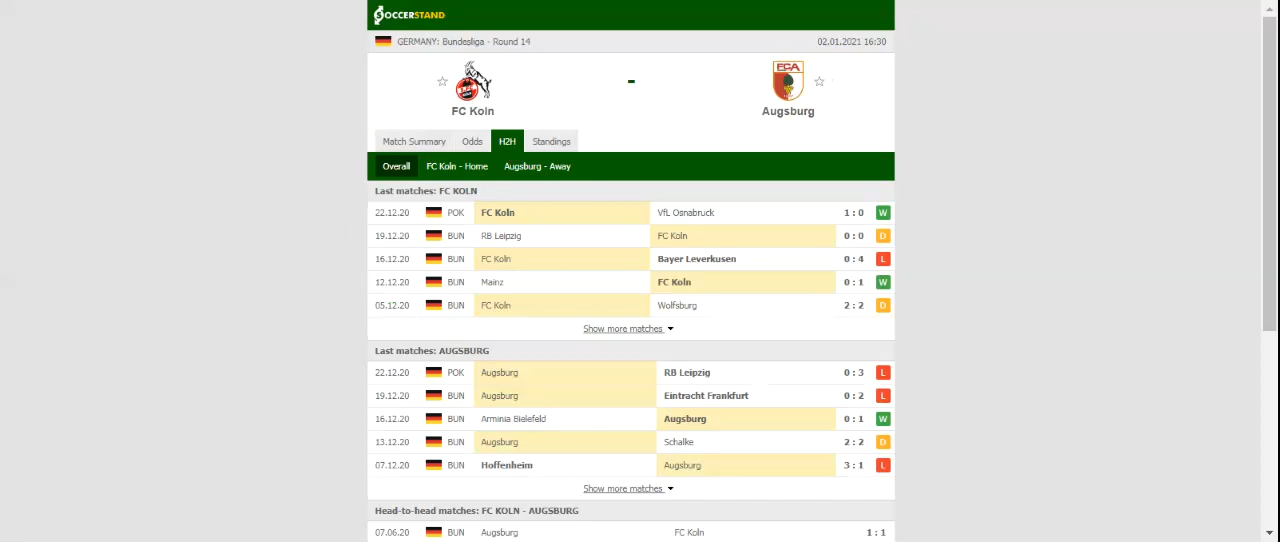 SOCCERSTAND
GERMANY: Bundesliga - Round 14 02.01.2021 16:30
FC Koln - Augsburg
Match Summary Odds H2H Standings
Overall FC Koln - Home Augsburg - Away
Last matches: FC KOLN
22.12.20 POK FC Koln VfL Osnabruck 1 : 0 W
19.12.20 BUN RB Leipzig FC Koln 0 : 0 D
16.12.20 BUN FC Koln Bayer Leverkusen 0 : 4 L
12.12.20 BUN Mainz FC Koln 0 : 1 W
05.12.20 BUN FC Koln Wolfsburg 2 : 2 D
Show more matches
Last matches: AUGSBURG
22.12.20 POK Augsburg RB Leipzig 0 : 3 L
19.12.20 BUN Augsburg Eintracht Frankfurt 0 : 2 L
16.12.20 BUN Arminia Bielefeld Augsburg 0 : 1 W
13.12.20 BUN Augsburg Schalke 2 : 2 D
07.12.20 BUN Hoffenheim Augsburg 3 : 1 L
Show more matches
Head-to-head matches: FC KOLN - AUGSBURG
07.06.20 BUN Augsburg FC Koln 1 : 1